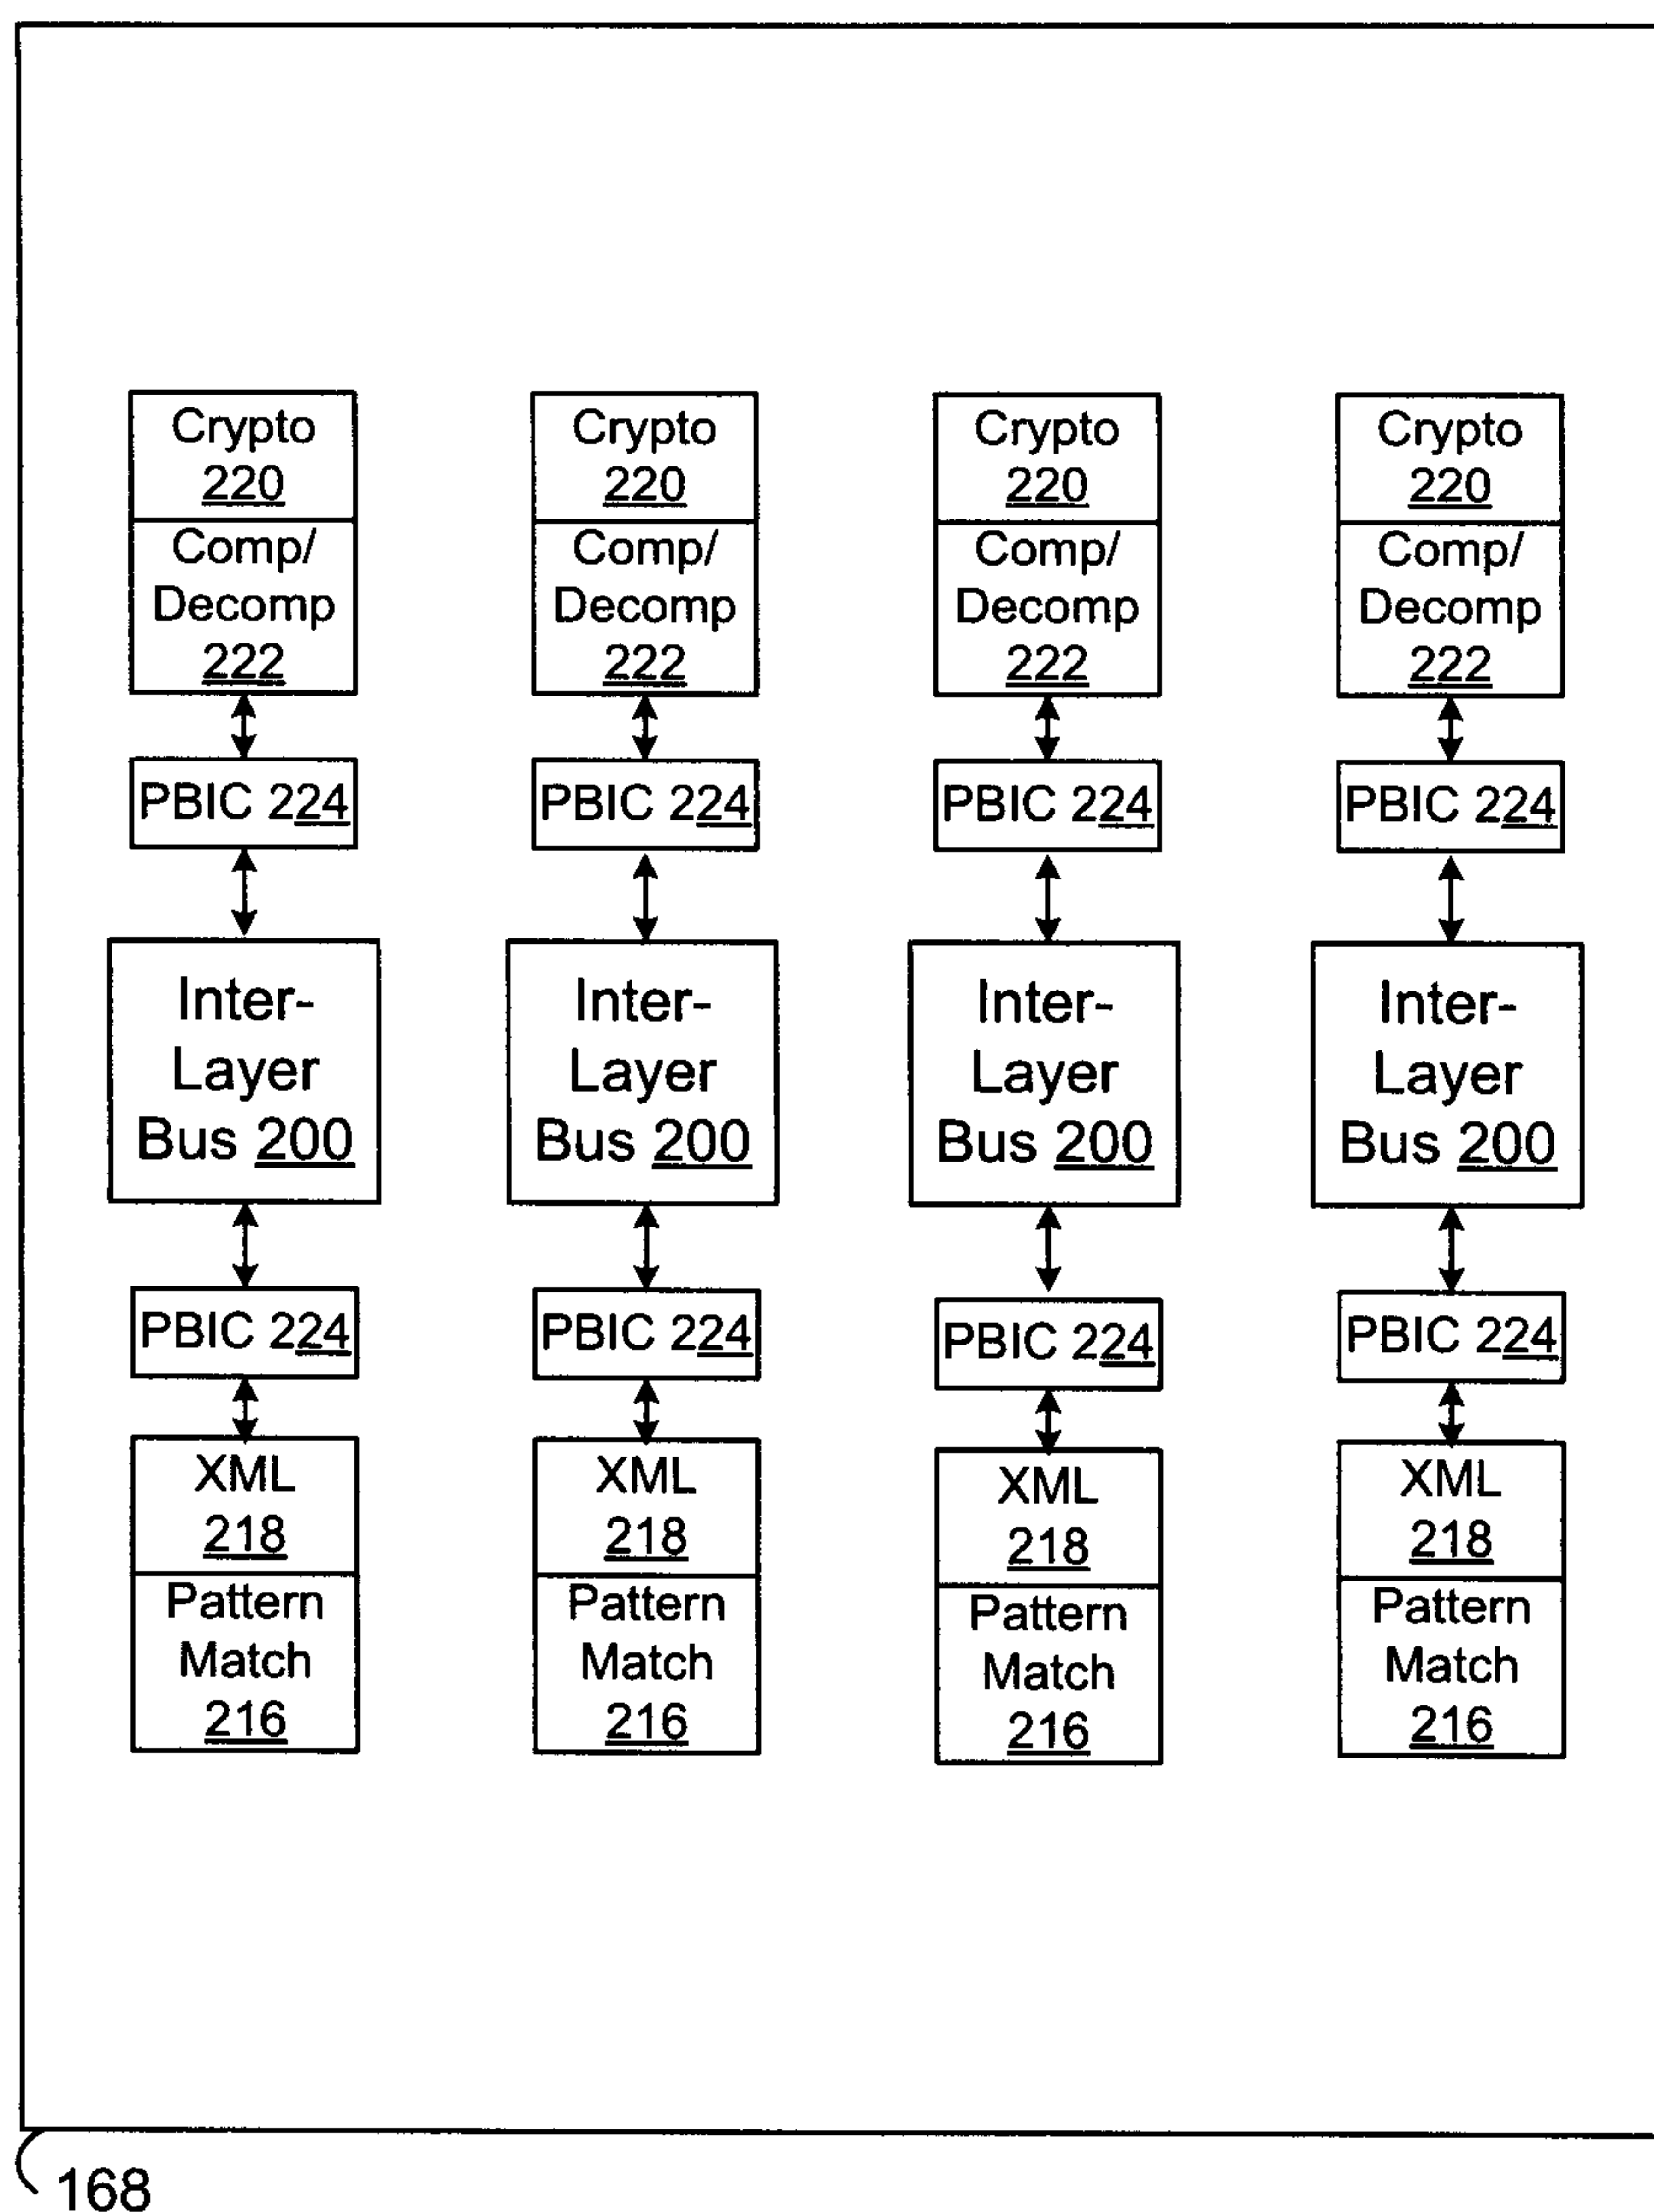 Crypto
220
Comp/
Decomp
222
PBIC 224
Inter-
Layer
Bus 200
PBIC 224
XML
218
Pattern
Match
216
Crypto
220
Comp/
Decomp
222
PBIC 224
Inter-
Layer
Bus 200
PBIC 224
XML
218
Pattern
Match
216
Crypto
220
Comp/
Decomp
222
PBIC 224
Inter-
Layer
Bus 200
PBIC 224
XML
218
Pattern
Match
216
Crypto
220
Comp/
Decomp
222
PBIC 224
Inter-
Layer
Bus 200
PBIC 224
XML
218
Pattern
Match
216
168